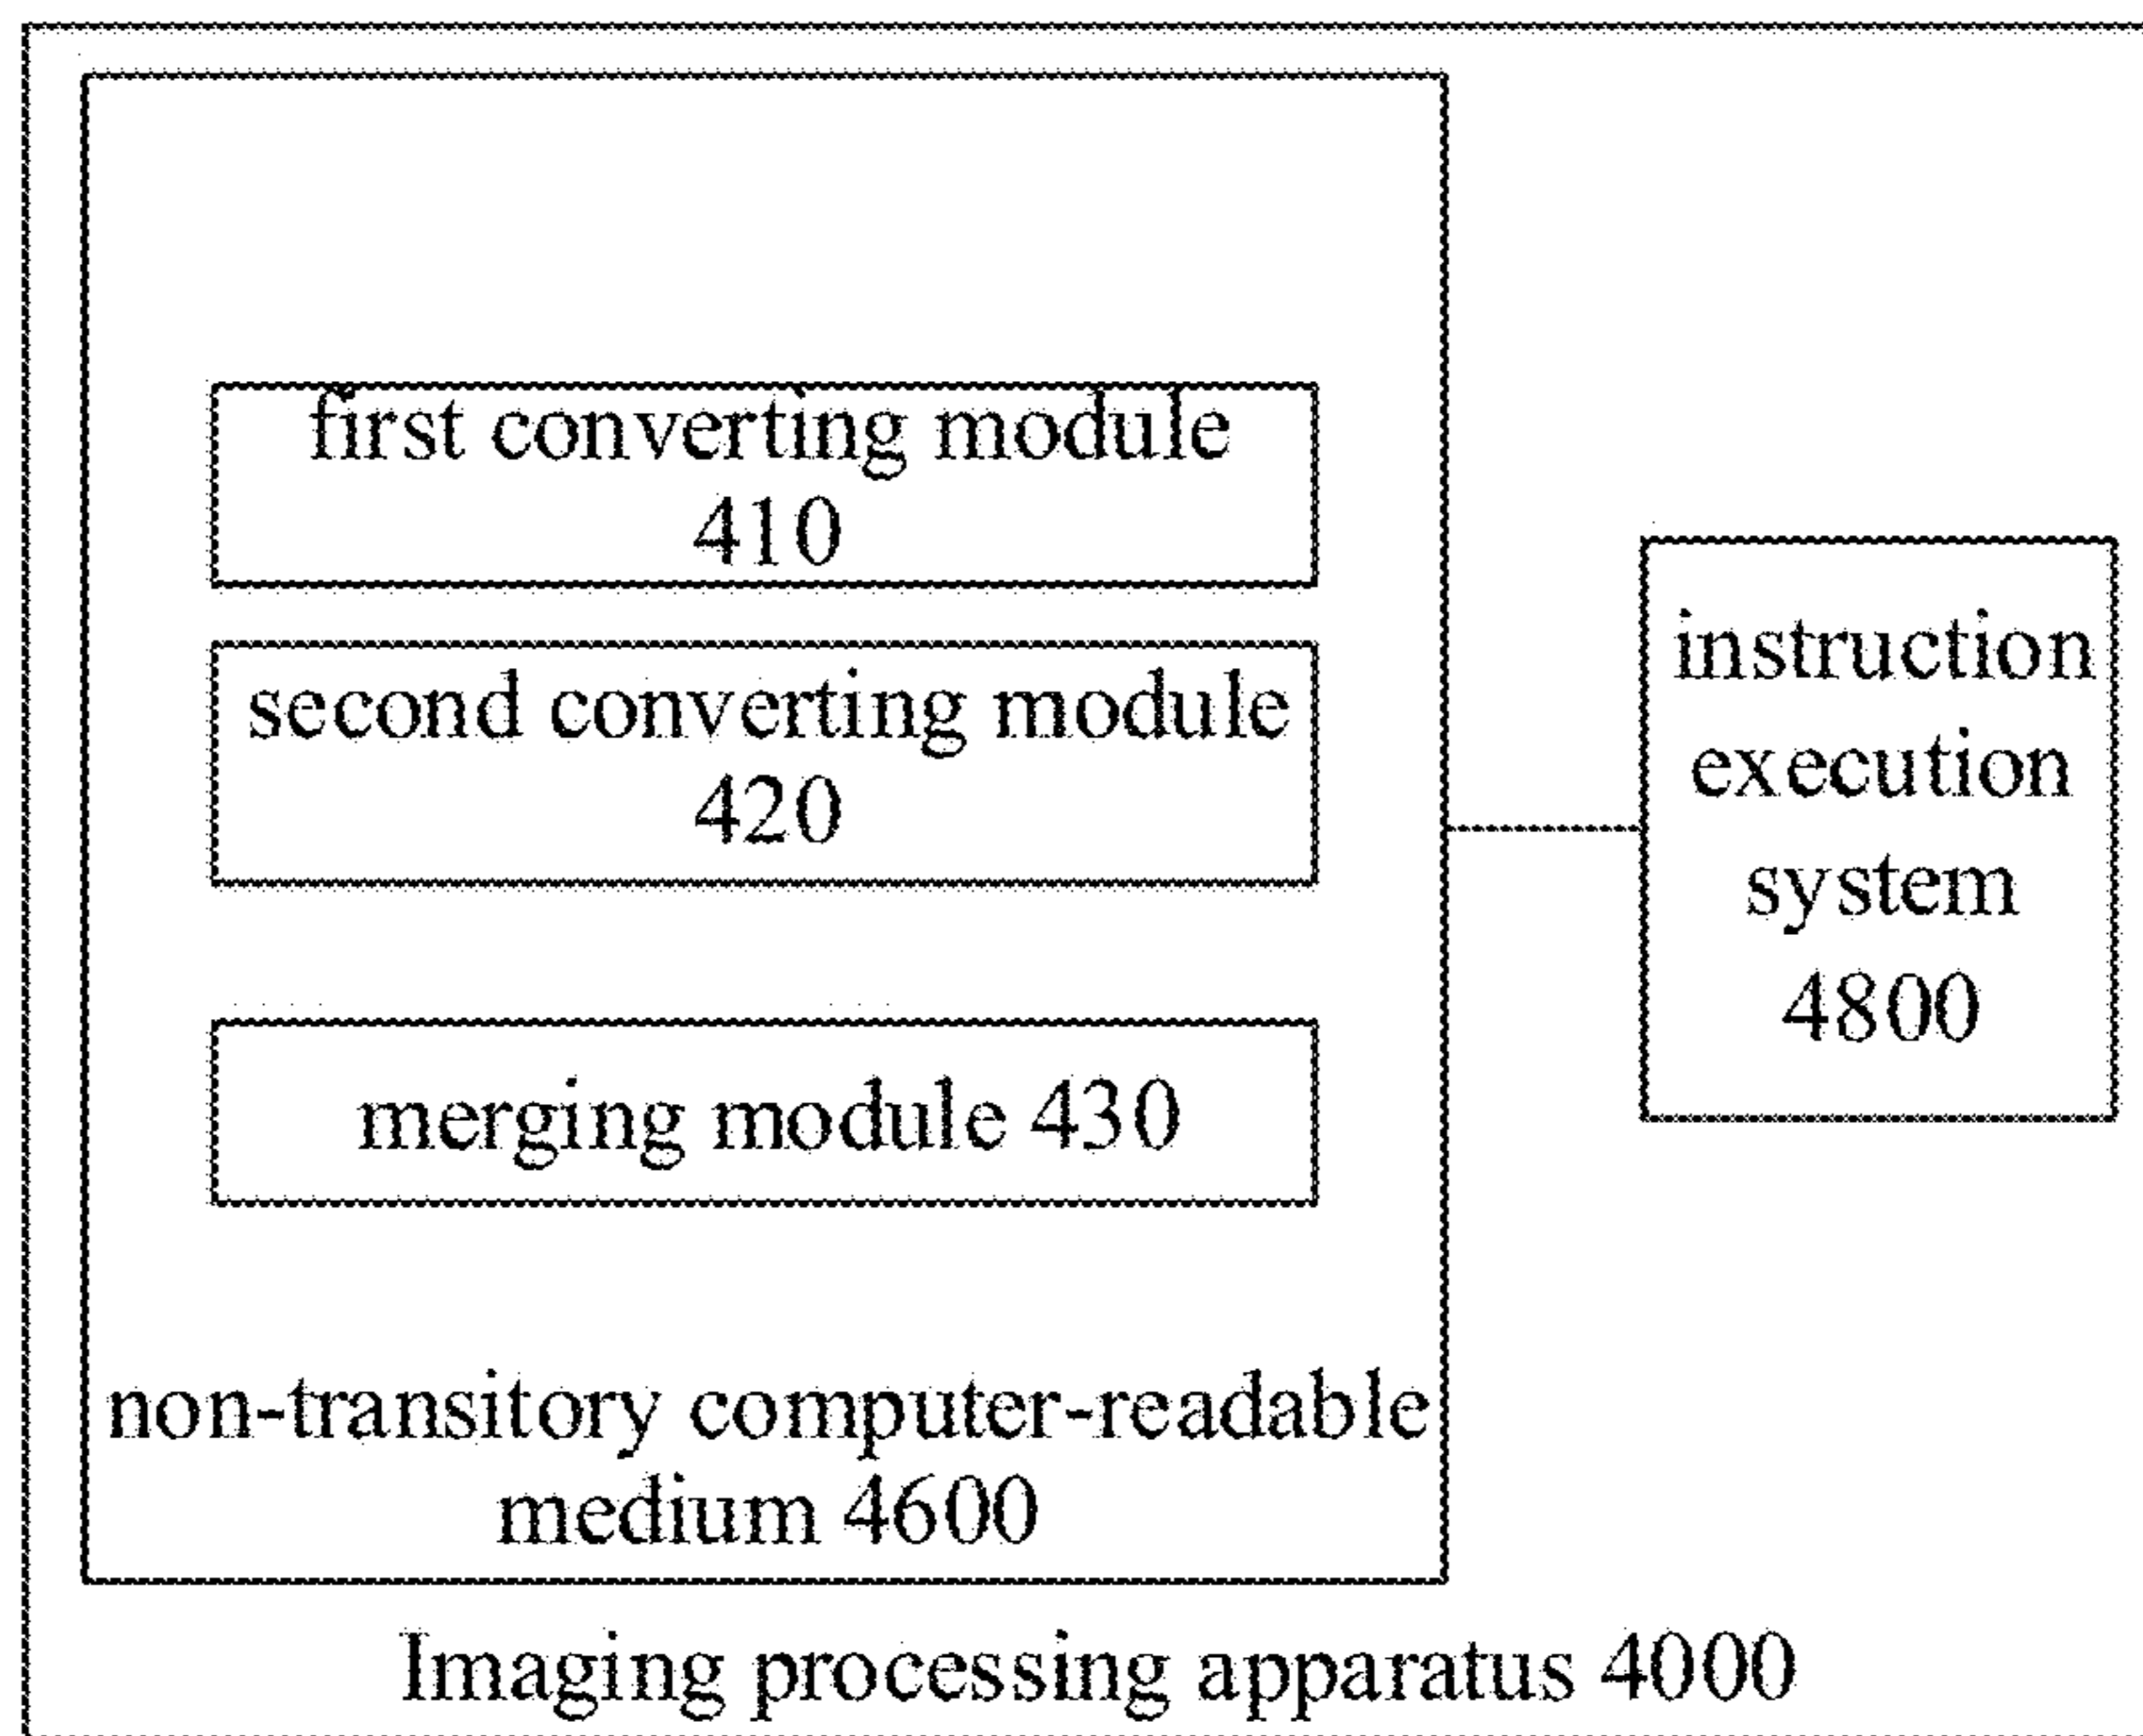 first converting module
410
second converting module
420
merging module 430
non-transitory computer-readable
medium 4600
instruction
execution
system
4800
Imaging processing apparatus 4000